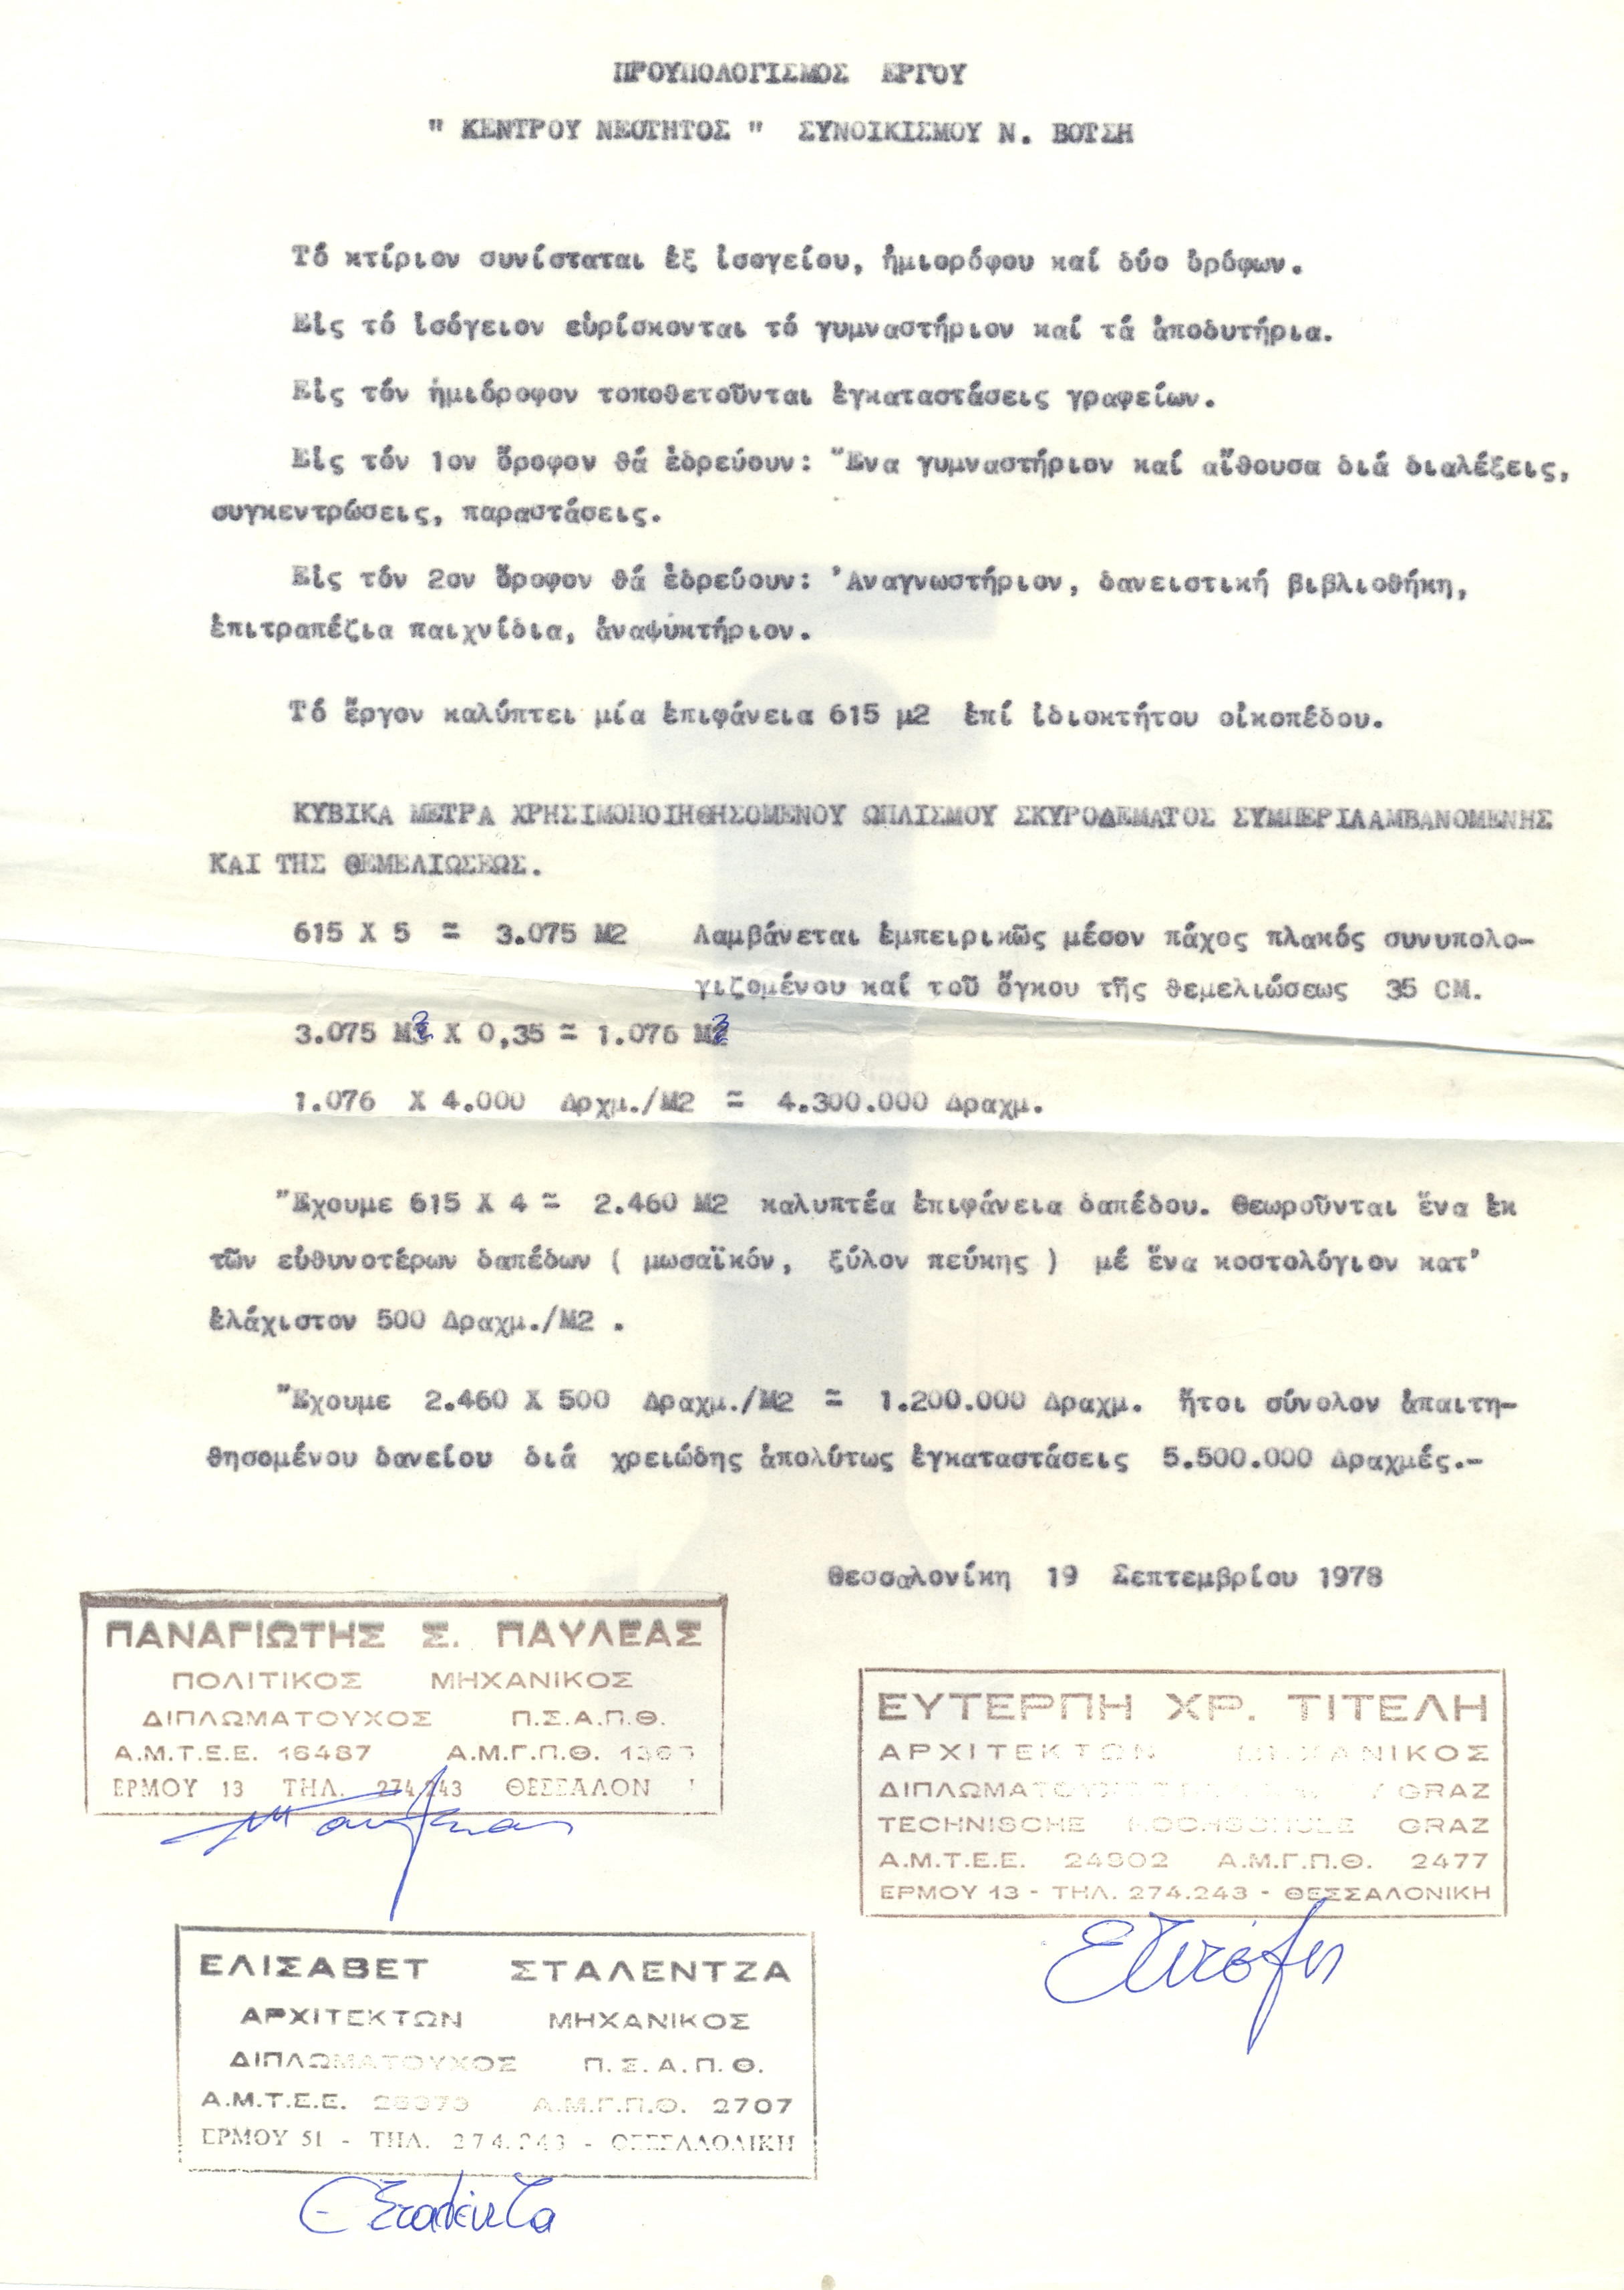 ΠΡΟΥΠΟΛΟΓΙΣΜΟΣ ΕΡΓΟΥ
" ΚΕΝΤΡΟΥ ΝΕΟΤΗΤΟΣ " ΣΥΝΟΙΚΙΣΜΟΥ Ν. ΒΟΤΣΗ
Τό κτίριον συνίσταται ἐξ ἰσογείου, ἡμιορόφου καί δύο ὀρόφων.
Εἰς τό ἰσόγειον εὑρίσκονται τό γυμναστήριον καί τά ἀποδυτήρια.
Εἰς τόν ἡμιόροφον τοποθετοῦνται ἐγκαταστάσεις γραφείων.
Εἰς τόν 1ον ὄροφον θά ἑδρεύουν: Ἕνα γυμναστήριον καί αἴθουσα διά διαλέξεις,
συγκεντρώσεις, παραστάσεις.
Εἰς τόν 2ον ὄροφον θά ἑδρεύουν: Ἀναγνωστήριον, δανειστική βιβλιοθήκη,
ἐπιτραπέζια παιχνίδια, ἀναψυκτήριον.
Τό ἔργον καλύπτει μία ἐπιφάνεια 615 μ2 ἐπί ἰδιοκτήτου οἰκοπέδου.
ΚΥΒΙΚΑ ΜΕΤΡΑ ΧΡΗΣΙΜΟΠΟΙΗΘΗΣΟΜΕΝΟΥ ΩΠΛΙΣΜΟΥ ΣΚΥΡΟΔΕΜΑΤΟΣ ΣΥΜΠΕΡΙΛΑΜΒΑΝΟΜΕΝΗΣ
ΚΑΙ ΤΗΣ ΘΕΜΕΛΙΩΣΕΩΣ.
615 Χ 5 = 3.075 Μ2 Λαμβάνεται ἐμπειρικῶς μέσον πάχος πλακός συνυπολο-
γιζομένου καί τοῦ ὄγκου τῆς θεμελιώσεως 35 CM.
3.075 Μ2 Χ 0,35 = 1.076 Μ3
1.076 Χ 4.000 Δρχμ./Μ2 = 4.300.000 Δραχμ.
Ἔχουμε 615 Χ 4 = 2.460 Μ2 καλυπτέα ἐπιφάνεια δαπέδου. Θεωροῦνται ἕνα ἐκ
τῶν εὐθυνοτέρων δαπέδων ( μωσαϊκόν, ξύλον πεύκης ) μέ ἕνα κοστολόγιον κατ'
ἐλάχιστον 500 Δραχμ./Μ2 .
Ἔχουμε 2.460 Χ 500 Δραχμ./Μ2 = 1.200.000 Δραχμ. ἤτοι σύνολον ἀπαιτη-
θησομένου δανείου διά χρειώδης ἀπολύτως ἐγκαταστάσεις 5.500.000 Δραχμές.-
Θεσσαλονίκη 19 Σεπτεμβρίου 1978
ΠΑΝΑΓΙΩΤΗΣ Σ. ΠΑΥΛΕΑΣ
ΠΟΛΙΤΙΚΟΣ ΜΗΧΑΝΙΚΟΣ
ΔΙΠΛΩΜΑΤΟΥΧΟΣ Π.Σ.Α.Π.Θ.
Α.Μ.Τ.Ε.Ε. 16487 Α.Μ.Γ.Π.Θ.
ΕΡΜΟΥ 13 ΤΗΛ. 274.243
ΕΥΤΕΡΠΗ ΧΡ. ΤΙΤΕΛΗ
ΑΡΧΙΤΕΚΤΩΝ ΜΗΧΑΝΙΚΟΣ
GRAZ
TECHNISCHE HOCHSCHULE GRAZ
Α.Μ.Τ.Ε.Ε. 24902 Α.Μ.Γ.Π.Θ. 2477
ΕΡΜΟΥ 13 - ΤΗΛ. 274.243 - ΘΕΣΣΑΛΟΝΙΚΗ
ΕΛΙΣΑΒΕΤ ΣΤΑΛΕΝΤΖΑ
ΑΡΧΙΤΕΚΤΩΝ ΜΗΧΑΝΙΚΟΣ
ΔΙΠΛΩΜΑΤΟΥΧΟΣ Π.Σ.Α.Π.Θ.
Α.Μ.Τ.Ε.Ε. Α.Μ.Γ.Π.Θ. 2707
ΕΡΜΟΥ 51 - ΤΗΛ. 274.243 - ΘΕΣΣΑΛΟΝΙΚΗ
Ε Σταλέντζα